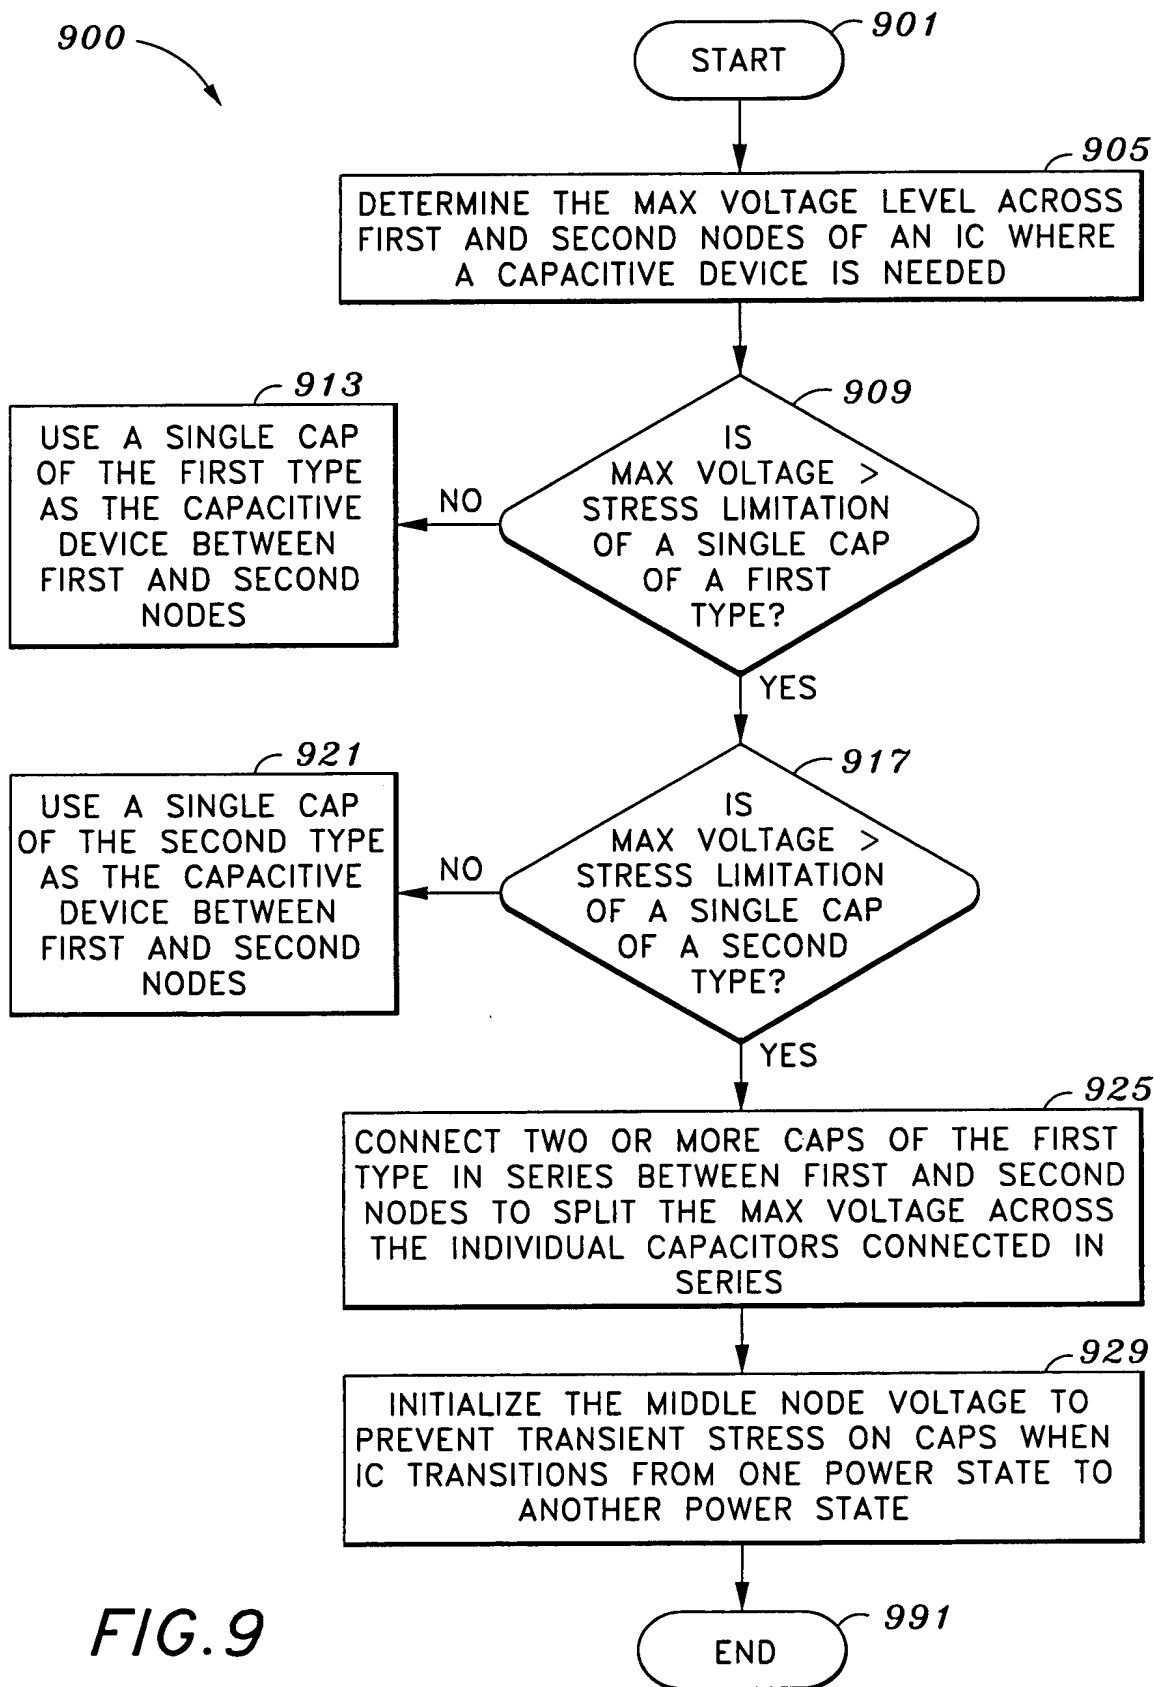 900
901
START
905
DETERMINE THE MAX VOLTAGE LEVEL ACROSS
FIRST AND SECOND NODES OF AN IC WHERE
A CAPACITIVE DEVICE IS NEEDED
909
IS
MAX VOLTAGE >
STRESS LIMITATION
OF A SINGLE CAP
OF A FIRST
TYPE?
NO
913
USE A SINGLE CAP
OF THE FIRST TYPE
AS THE CAPACITIVE
DEVICE BETWEEN
FIRST AND SECOND
NODES
YES
917
IS
MAX VOLTAGE >
STRESS LIMITATION
OF A SINGLE CAP
OF A SECOND
TYPE?
NO
921
USE A SINGLE CAP
OF THE SECOND TYPE
AS THE CAPACITIVE
DEVICE BETWEEN
FIRST AND SECOND
NODES
YES
925
CONNECT TWO OR MORE CAPS OF THE FIRST
TYPE IN SERIES BETWEEN FIRST AND SECOND
NODES TO SPLIT THE MAX VOLTAGE ACROSS
THE INDIVIDUAL CAPACITORS CONNECTED IN
SERIES
929
INITIALIZE THE MIDDLE NODE VOLTAGE TO
PREVENT TRANSIENT STRESS ON CAPS WHEN
IC TRANSITIONS FROM ONE POWER STATE TO
ANOTHER POWER STATE
991
END
FIG. 9